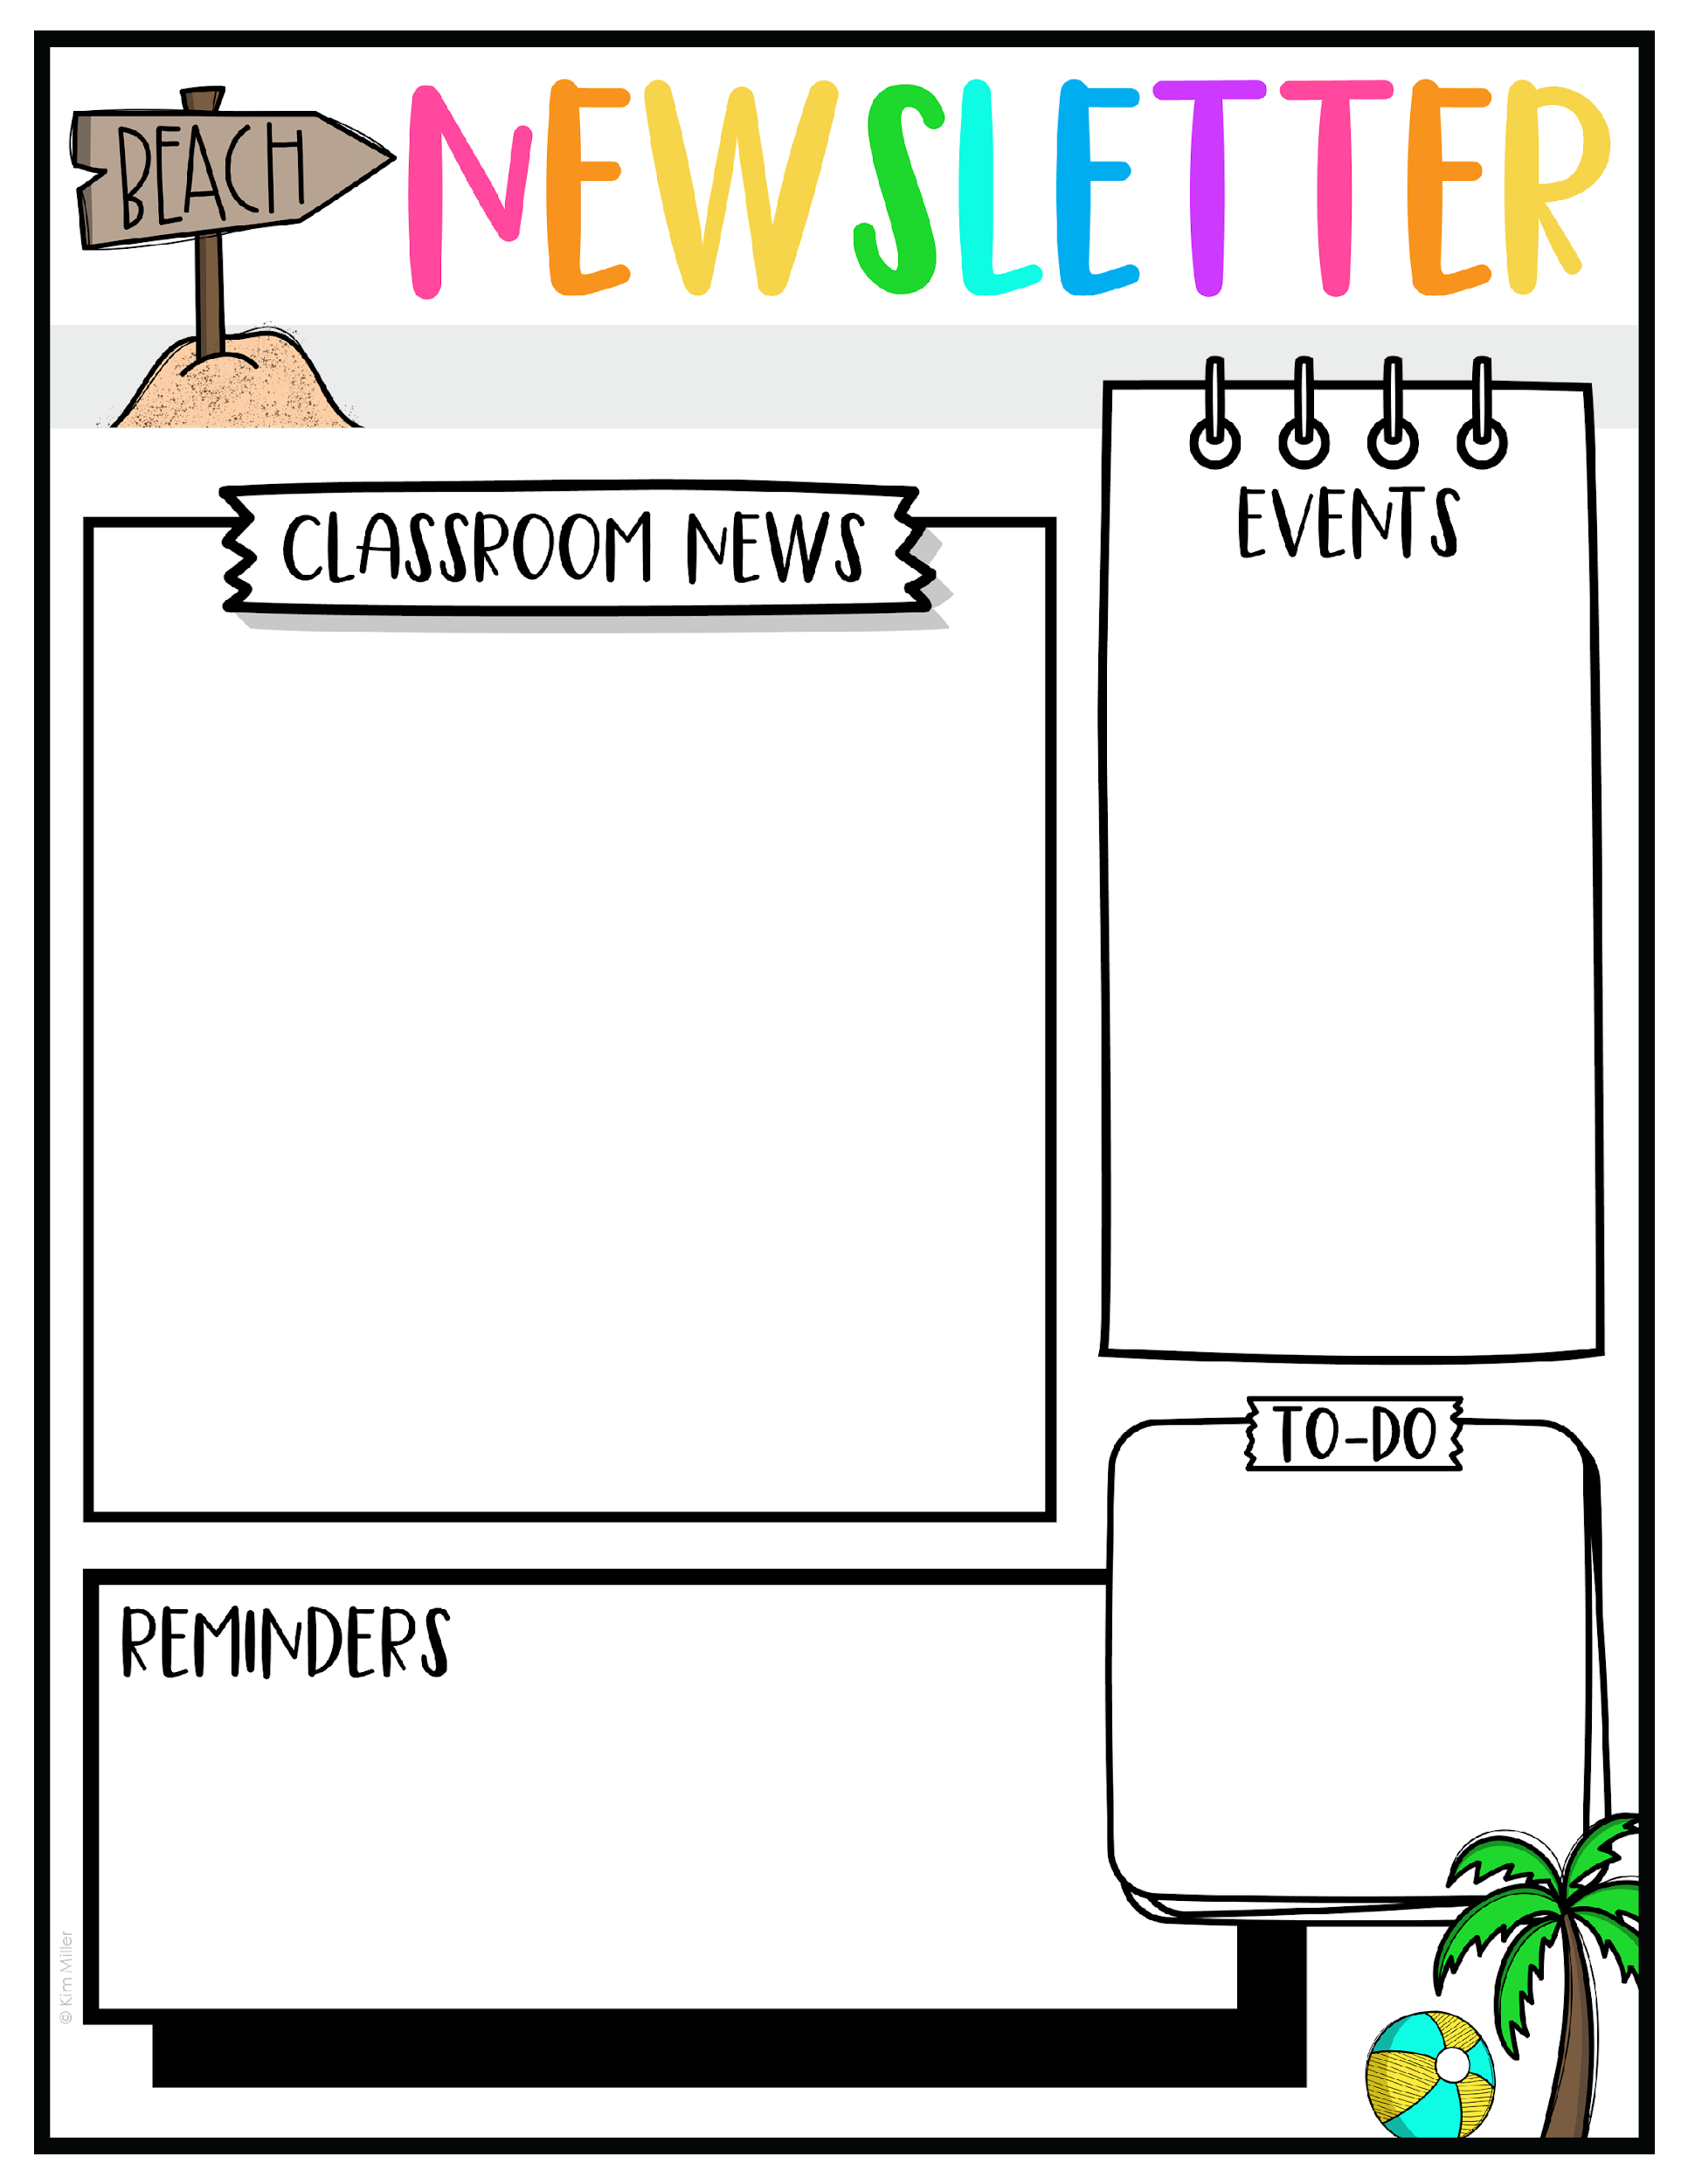 BEACH
NEWSLETTER
EVENTS
CLASSROOM NEWS
TO-DO
REMINDERS
© Kim Miller